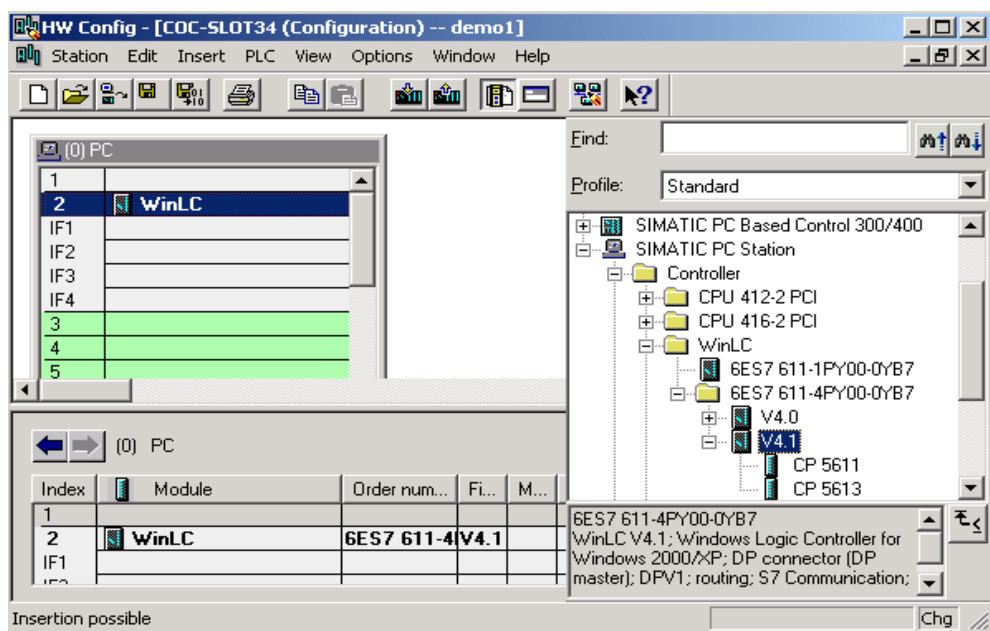 HW Config - [COC-SLOT34 (Configuration) -- demo1]
Station Edit Insert PLC View Options Window Help
(0) PC
1
2 WinLC
IF1
IF2
IF3
IF4
3
4
5
Find:
Profile: Standard
SIMATIC PC Based Control 300/400
SIMATIC PC Station
Controller
CPU 412-2 PCI
CPU 416-2 PCI
WinLC
6ES7 611-1PY00-0YB7
6ES7 611-4PY00-0YB7
V4.0
V4.1
CP 5611
CP 5613
(0) PC
Index Module Order num... Fi... M...
1
2 WinLC 6ES7 611-4 V4.1
IF1
6ES7 611-4PY00-0YB7
WinLC V4.1; Windows Logic Controller for
Windows 2000/XP; DP connector (DP
master); DPV1; routing; S7 Communication;
Insertion possible
Chg